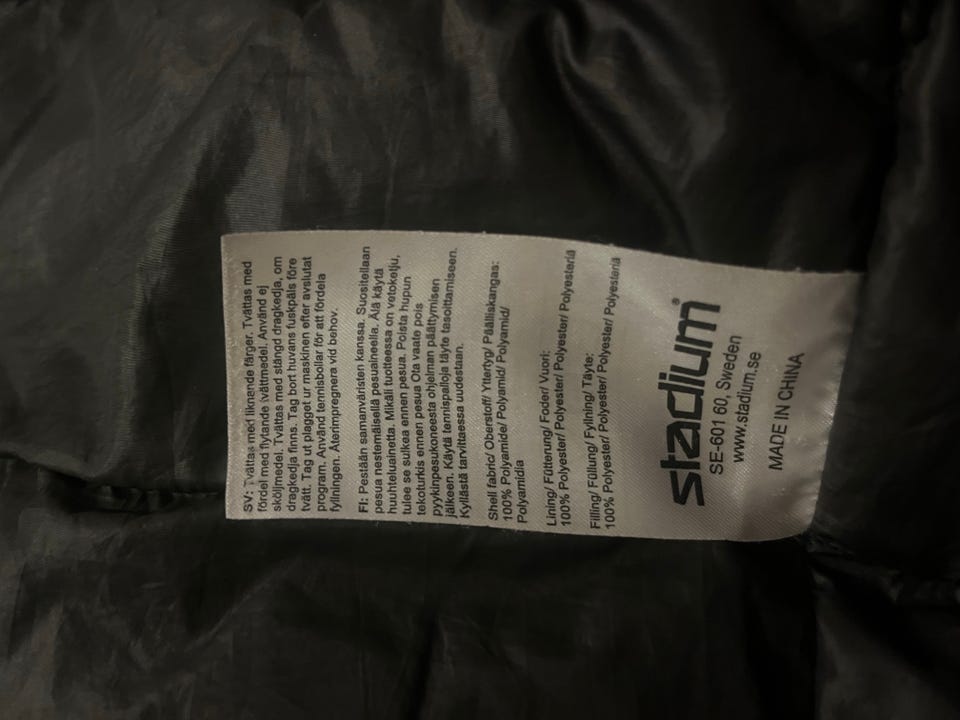 SV: Tvättas med liknande färger. Tvättas med
fördel med flytande tvättmedel. Använd ej
sköljmedel. Tvättas med stängd dragkedja, om
dragkedja finns. Tag bort huvans fuskpäls före
tvätt. Tag ut plagget ur maskinen efter avslutat
program. Använd tennisbollar för att fördela
fyllningen. Återimpregnera vid behov.
FI: Pestään samanväristen kanssa. Suositellaan
pesua nestemäisellä pesuaineella. Älä käytä
huuhteluainetta. Mikäli tuotteessa on vetoketju,
tulee se sulkea ennen pesua. Poista hupun
tekoturkis ennen pesua Ota vaate pois
pyykinpesukoneesta ohjelman päättymisen
jälkeen. Käytä tennispalloja täyte tasoittamiseen.
Kyllästä tarvittaessa uudestaan.
Shell fabric/ Oberstoff/ Yttertyg/ Päälliskangas:
100% Polyamide/ Polyamid/ Polyamid/
Polyamidia
Lining/ Fütterung/ Foder/ Vuori:
100% Polyester/ Polyester/ Polyester/ Polyesteriä
Filling/ Füllung/ Fyllning/ Täyte:
100% Polyester/ Polyester/ Polyester/ Polyesteriä
stadium®
SE-601 60, Sweden
www.stadium.se
MADE IN CHINA